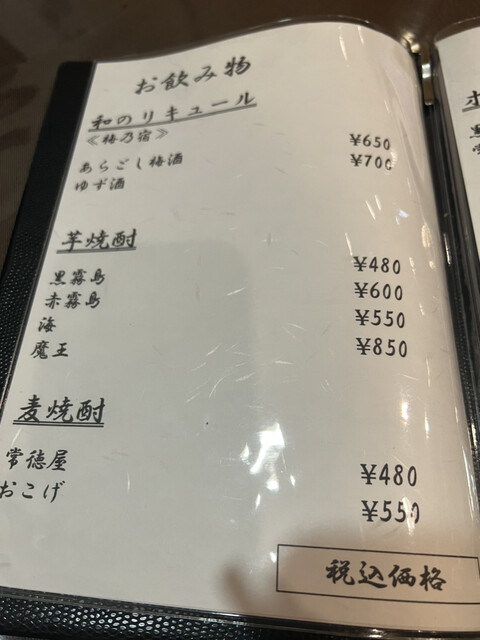 お飲み物
和のリキュール
≪梅乃宿≫
あらごし梅酒 ¥650
ゆず酒 ¥700
芋焼酎
黒霧島 ¥480
赤霧島 ¥600
海 ¥550
魔王 ¥850
麦焼酎
常徳屋 ¥480
おこげ ¥550
税込価格